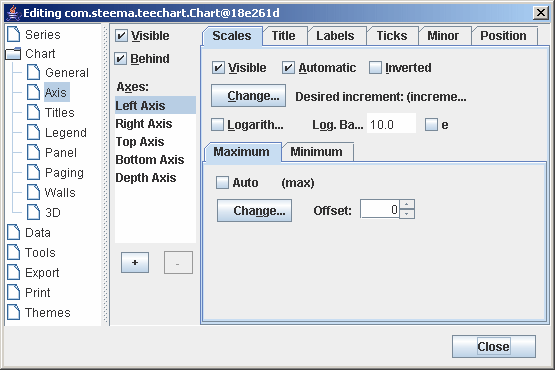 Editing com.steema.teechart.Chart@18e261d
Series
Chart
General
Axis
Titles
Legend
Panel
Paging
Walls
3D
Data
Tools
Export
Print
Themes
Visible
Behind
Axes:
Left Axis
Right Axis
Top Axis
Bottom Axis
Depth Axis
+
-
Scales Title Labels Ticks Minor Position
Visible Automatic Inverted
Change... Desired increment: (increme...
Logarith... Log. Ba... 10.0 e
Maximum Minimum
Auto (max)
Change... Offset: 0
Close